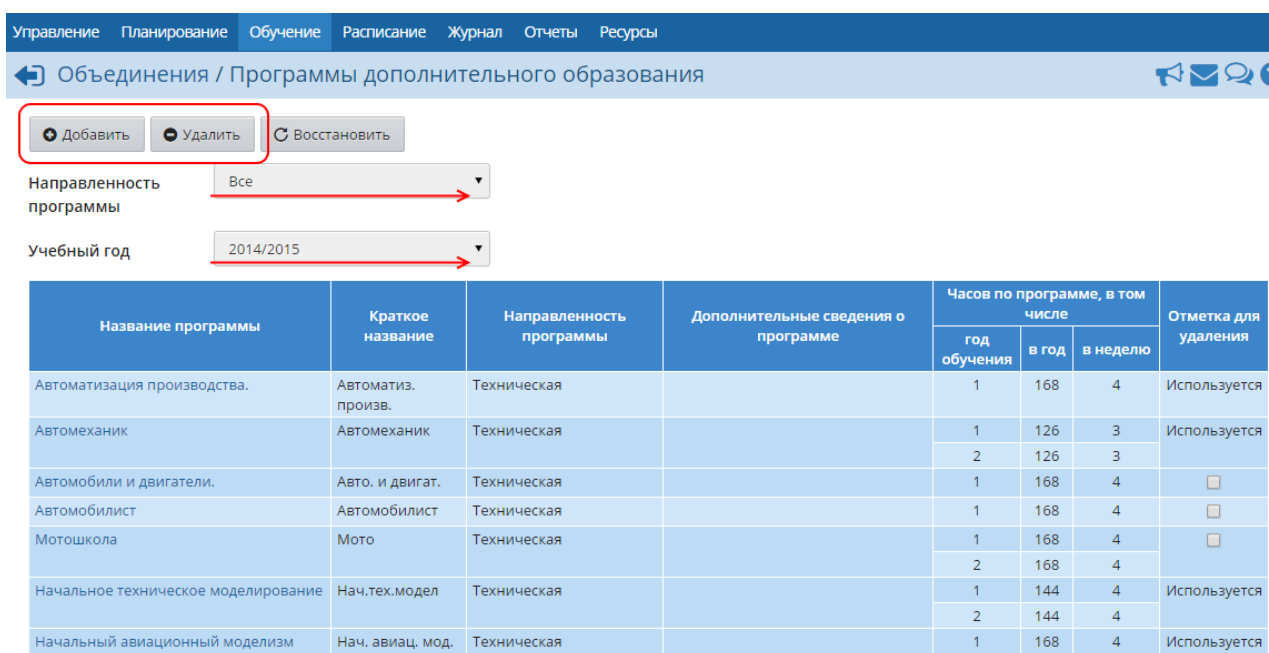 Управление Планирование Обучение Расписание Журнал Отчеты Ресурсы
Объединения / Программы дополнительного образования
Добавить Удалить Восстановить
Направленность программы Все
Учебный год 2014/2015
Название программы Краткое название Направленность программы Дополнительные сведения о программе Часов по программе, в том числе Отметка для удаления
год обучения в год в неделю
Автоматизация производства. Автоматиз. произв. Техническая 1 168 4 Используется
Автомеханик Автомеханик Техническая 1 126 3 Используется
2 126 3
Автомобили и двигатели. Авто. и двигат. Техническая 1 168 4
Автомобилист Автомобилист Техническая 1 168 4
Мотошкола Мото Техническая 1 168 4
2 168 4
Начальное техническое моделирование Нач.тех.модел Техническая 1 144 4 Используется
2 144 4
Начальный авиационный моделизм Нач. авиац. мод. Техническая 1 168 4 Используется